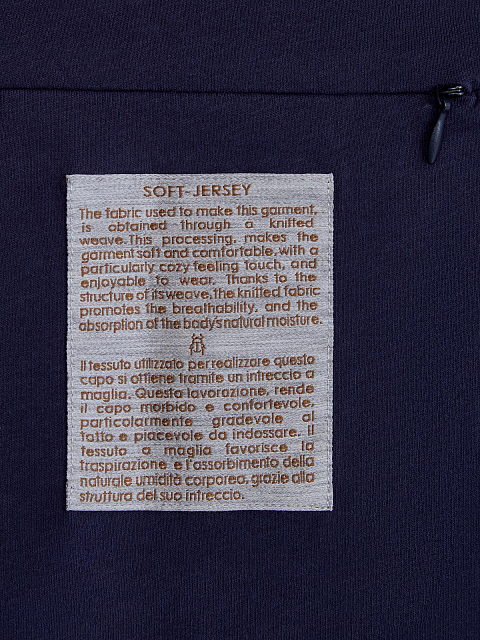 SOFT-JERSEY
The fabric used to make this garment,
is obtained through a knitted
weave. This processing, makes the
garment soft and comfortable, with a
particularly cozy feeling touch, and
enjoyable to wear. Thanks to the
structure of its weave, the knitted fabric
promotes the breathability, and the
absorption of the body's natural moisture.
Il tessuto utilizzato per realizzare questo
capo si ottiene tramite un intreccio a
maglia. Questa lavorazione, rende
il capo morbido e confortevole,
particolarmente gradevole al
tatto e piacevole da indossare. Il
tessuto a maglia favorisce la
traspirazione e l'assorbimento della
naturale umidità corporea, grazie alla
struttura del suo intreccio.